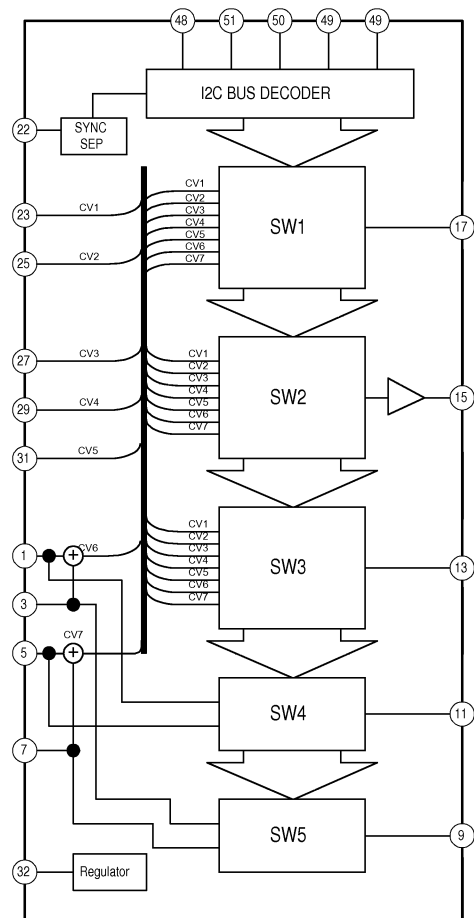 48 51 50 49 49
I2C BUS DECODER
22
SYNC
SEP
23
CV1
25
CV2
CV1
CV2
CV3
CV4
CV5
CV6
CV7
SW1
17
27
CV3
29
CV4
31
CV5
CV1
CV2
CV3
CV4
CV5
CV6
CV7
SW2
15
1
+
CV6
3
CV1
CV2
CV3
CV4
CV5
CV6
CV7
SW3
13
5
CV7
+
7
SW4
11
SW5
9
32
Regulator